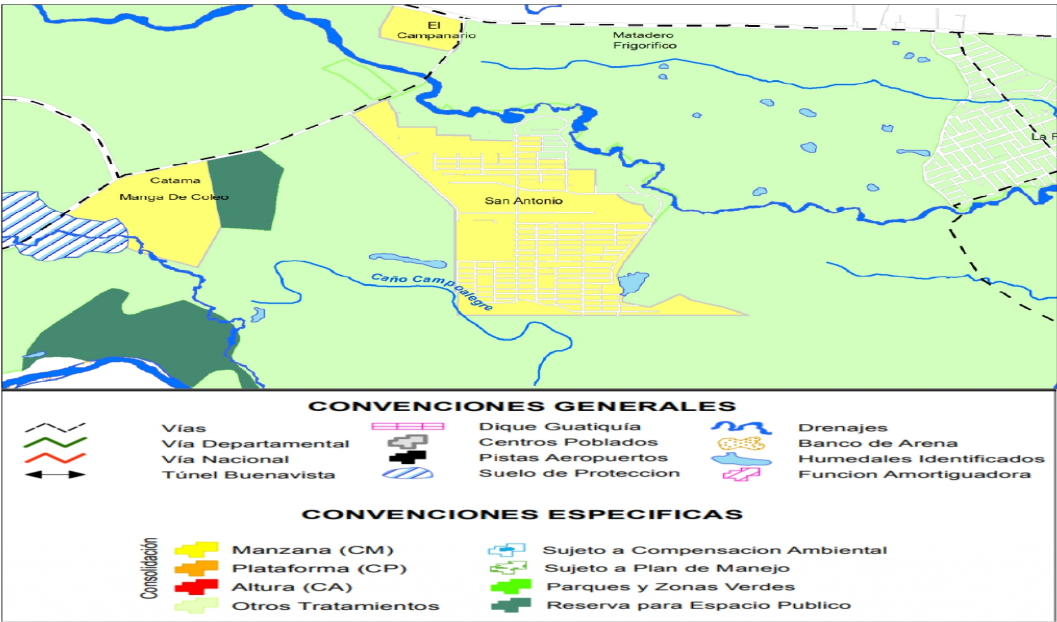 El
Campanario
Matadero
Frigorifico
La
Catama
Manga De Coleo
San Antonio
Caño Campoalegre
CONVENCIONES GENERALES
Vías
Vía Departamental
Vía Nacional
Túnel Buenavista
Dique Guatiquía
Centros Poblados
Pistas Aeropuertos
Suelo de Proteccion
Drenajes
Banco de Arena
Humedales Identificados
Funcion Amortiguadora
CONVENCIONES ESPECIFICAS
Consolidación
Manzana (CM)
Plataforma (CP)
Altura (CA)
Otros Tratamientos
Sujeto a Compensacion Ambiental
Sujeto a Plan de Manejo
Parques y Zonas Verdes
Reserva para Espacio Publico